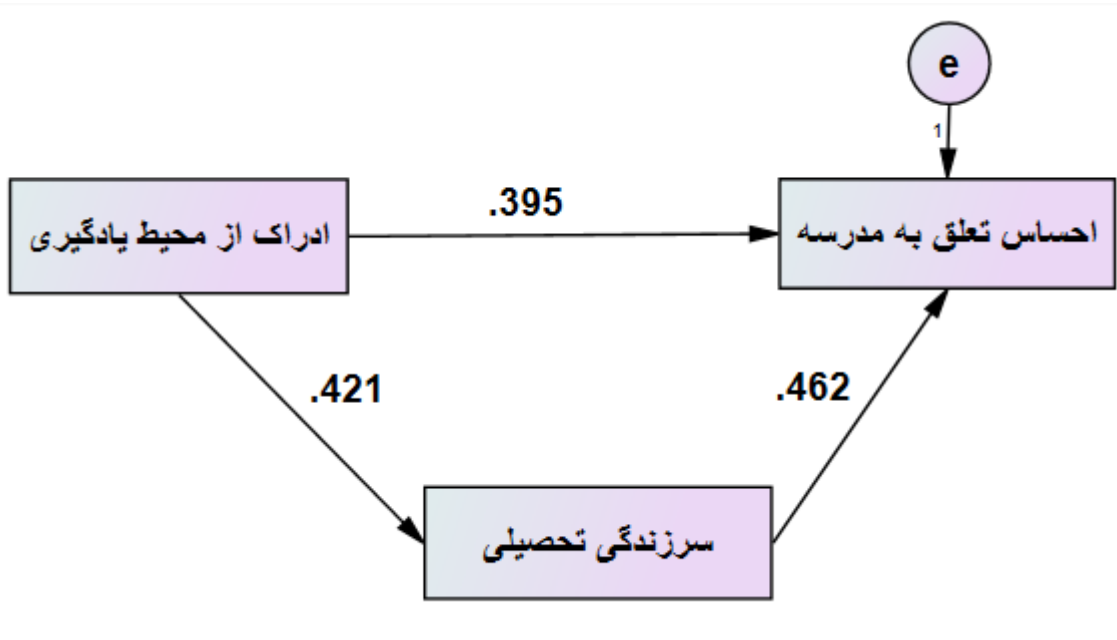 e
1
.395
ادراک از محیط یادگیری
احساس تعلق به مدرسه
.421
.462
سرزندگی تحصیلی